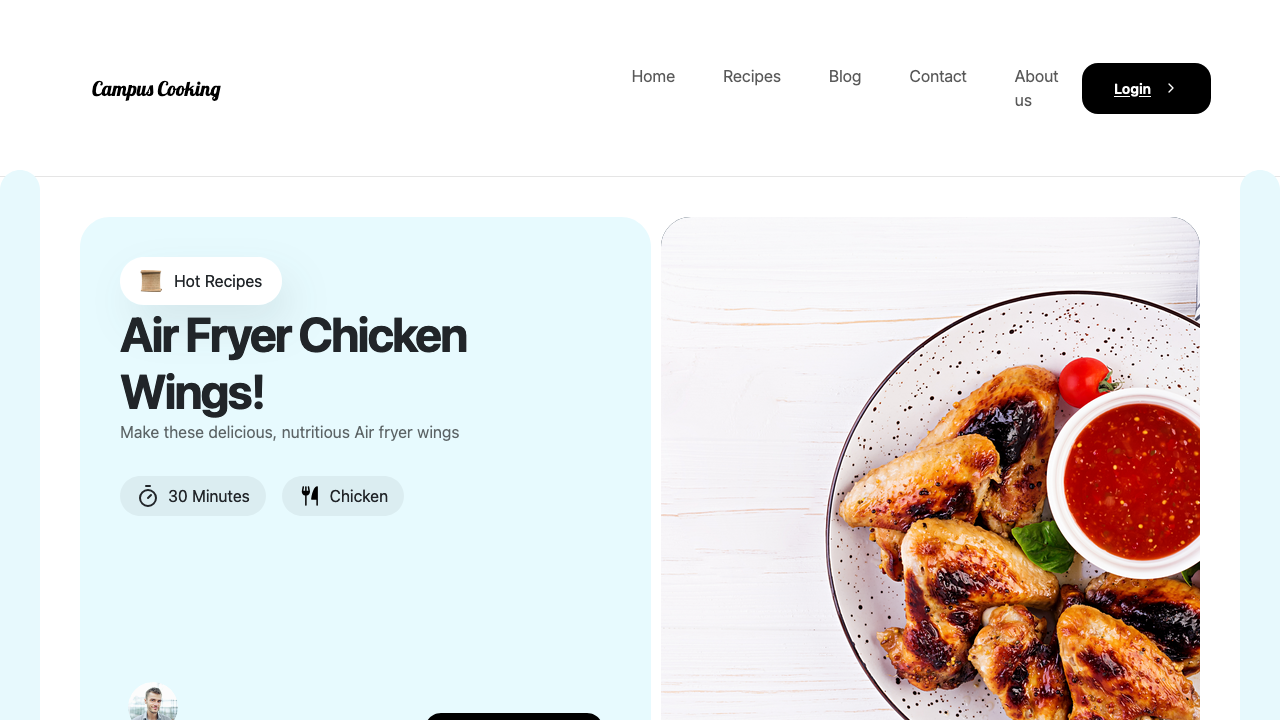 Campus Cooking
Home
Recipes
Blog
Contact
About
us
Login
Hot Recipes
Air Fryer Chicken
Wings!
Make these delicious, nutritious Air fryer wings
30 Minutes
Chicken